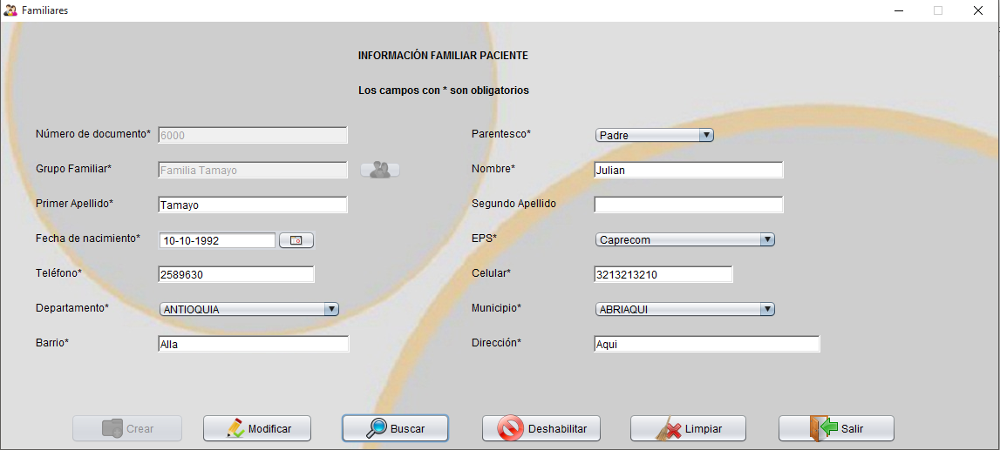 Familiares
INFORMACIÓN FAMILIAR PACIENTE
Los campos con * son obligatorios
Número de documento* 6000 Parentesco* Padre
Grupo Familiar* Familia Tamayo Nombre* Julian
Primer Apellido* Tamayo Segundo Apellido
Fecha de nacimiento* 10-10-1992 EPS* Caprecom
Teléfono* 2589630 Celular* 3213213210
Departamento* ANTIOQUIA Municipio* ABRIAQUI
Barrio* Alla Dirección* Aqui
Crear Modificar Buscar Deshabilitar Limpiar Salir